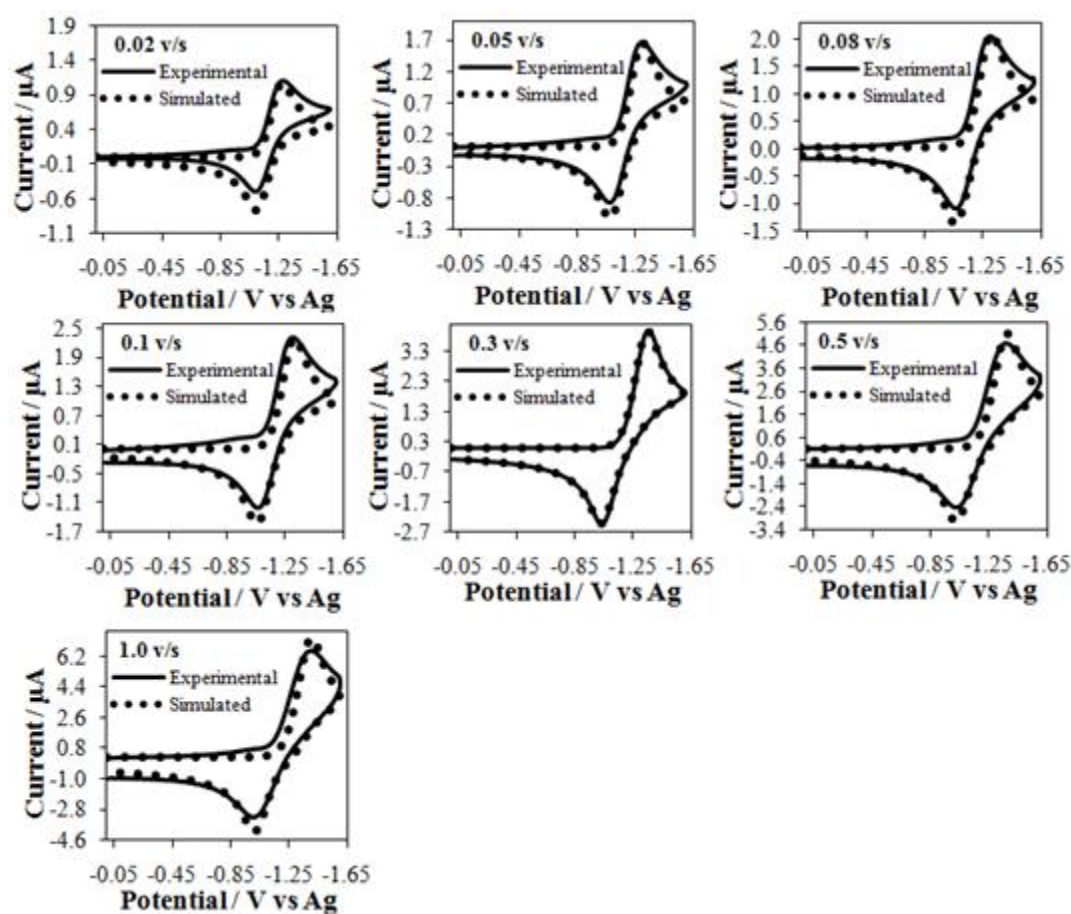 0.02 v/s
Experimental
Simulated
1.9
1.4
0.9
0.4
-0.1
-0.6
-1.1
Current / µA
-0.05 -0.45 -0.85 -1.25 -1.65
Potential / V vs Ag
0.05 v/s
Experimental
Simulated
1.7
1.2
0.7
0.2
-0.3
-0.8
-1.3
Current / µA
-0.05 -0.45 -0.85 -1.25 -1.65
Potential / V vs Ag
0.08 v/s
Experimental
Simulated
2.0
1.5
1.0
0.5
0.0
-0.5
-1.0
-1.5
Current / µA
-0.05 -0.45 -0.85 -1.25 -1.65
Potential / V vs Ag
0.1 v/s
Experimental
Simulated
2.5
1.9
1.3
0.7
0.1
-0.5
-1.1
-1.7
Current / µA
-0.05 -0.45 -0.85 -1.25 -1.65
Potential / V vs Ag
0.3 v/s
Experimental
Simulated
3.3
2.3
1.3
0.3
-0.7
-1.7
-2.7
Current / µA
-0.05 -0.45 -0.85 -1.25 -1.65
Potential / V vs Ag
0.5 v/s
Experimental
Simulated
5.6
4.6
3.6
2.6
1.6
0.6
-0.4
-1.4
-2.4
-3.4
Current / µA
-0.05 -0.45 -0.85 -1.25 -1.65
Potential / V vs Ag
1.0 v/s
Experimental
Simulated
6.2
4.4
2.6
0.8
-1.0
-2.8
-4.6
Current / µA
-0.05 -0.45 -0.85 -1.25 -1.65
Potential / V vs Ag